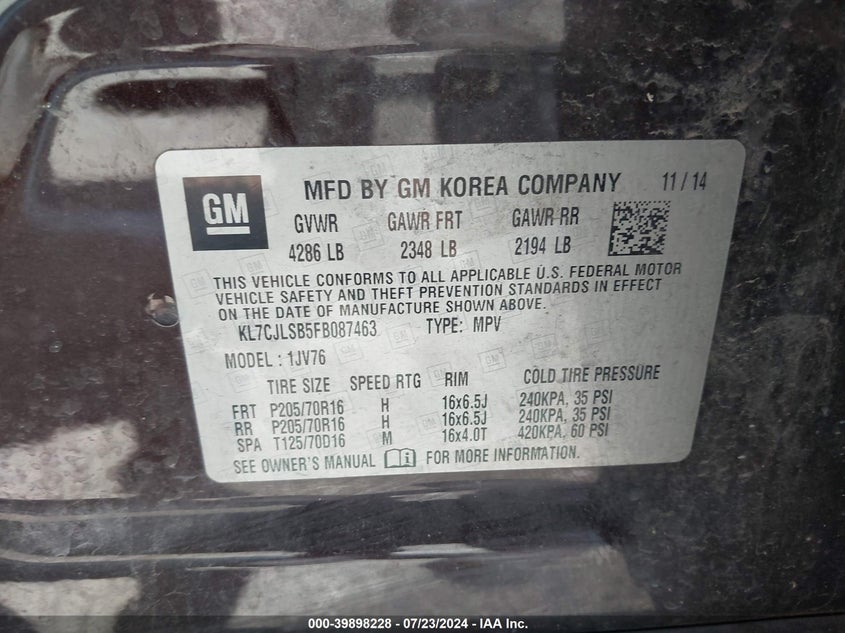 GM MFD BY GM KOREA COMPANY 11/14
GVWR GAWR FRT GAWR RR
4286 LB 2348 LB 2194 LB
THIS VEHICLE CONFORMS TO ALL APPLICABLE U.S. FEDERAL MOTOR
VEHICLE SAFETY AND THEFT PREVENTION STANDARDS IN EFFECT
ON THE DATE OF MANUFACTURE SHOWN ABOVE.
KL7CJLSB5FB087463 TYPE: MPV
MODEL : 1JV76
TIRE SIZE SPEED RTG RIM COLD TIRE PRESSURE
FRT P205/70R16 H 16x6.5J 240KPA, 35 PSI
RR P205/70R16 H 16x6.5J 240KPA, 35 PSI
SPA T125/70D16 M 16x4.0T 420KPA, 60 PSI
SEE OWNER'S MANUAL FOR MORE INFORMATION.
000-39898228 - 07/23/2024 - IAA Inc.